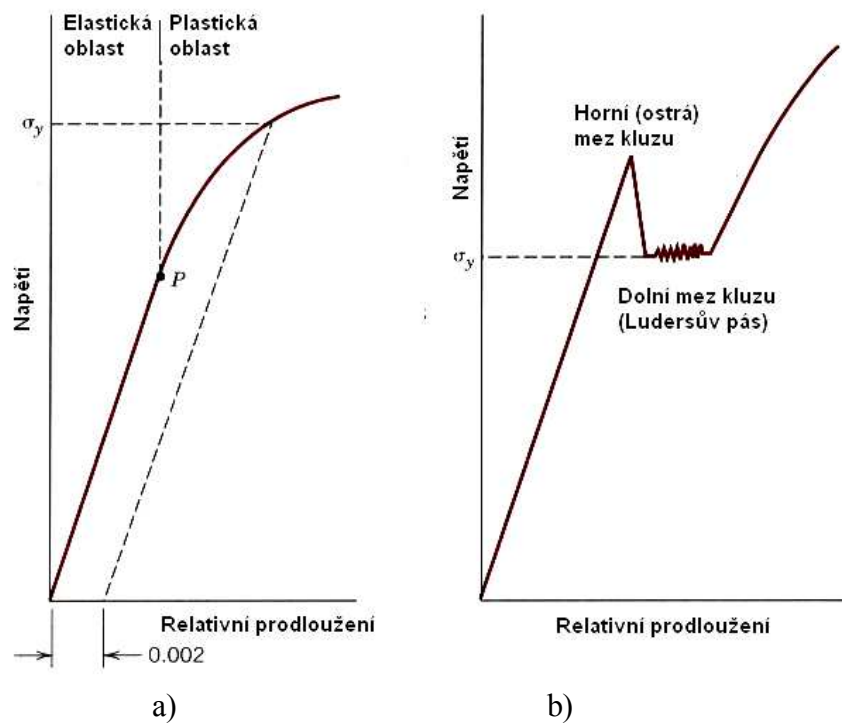 Elastická
oblast
Plastická
oblast
σy
P
Napětí
Relativní prodloužení
0.002
a)
Horní (ostrá)
mez kluzu
Napětí
σy
Dolní mez kluzu
(Ludersův pás)
Relativní prodloužení
b)